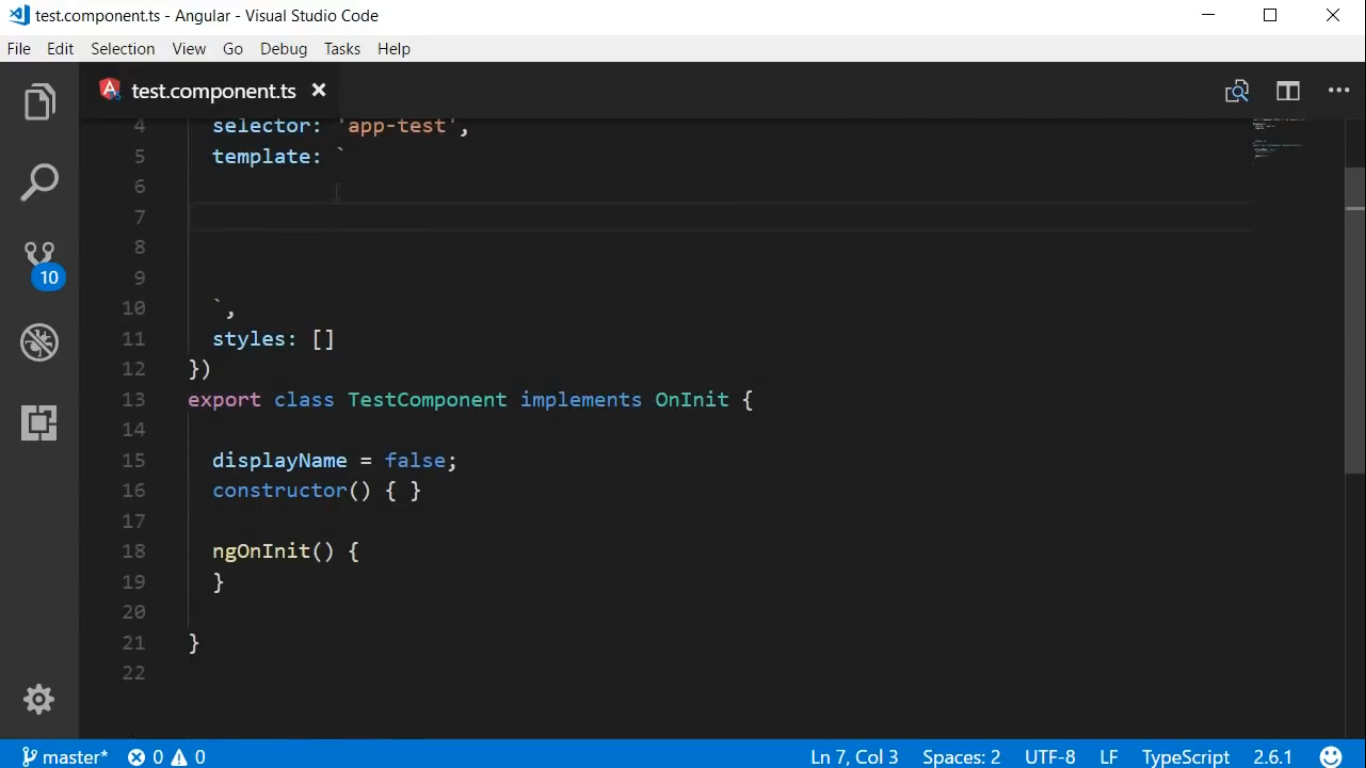 test.component.ts - Angular - Visual Studio Code
File Edit Selection View Go Debug Tasks Help
test.component.ts
4 selector: 'app-test',
5 template: `
6
7
8
9
10 `,
11 styles: []
12 })
13 export class TestComponent implements OnInit {
14
15 displayName = false;
16 constructor() { }
17
18 ngOnInit() {
19 }
20
21 }
22
10
master* 0 0 Ln 7, Col 3 Spaces: 2 UTF-8 LF TypeScript 2.6.1